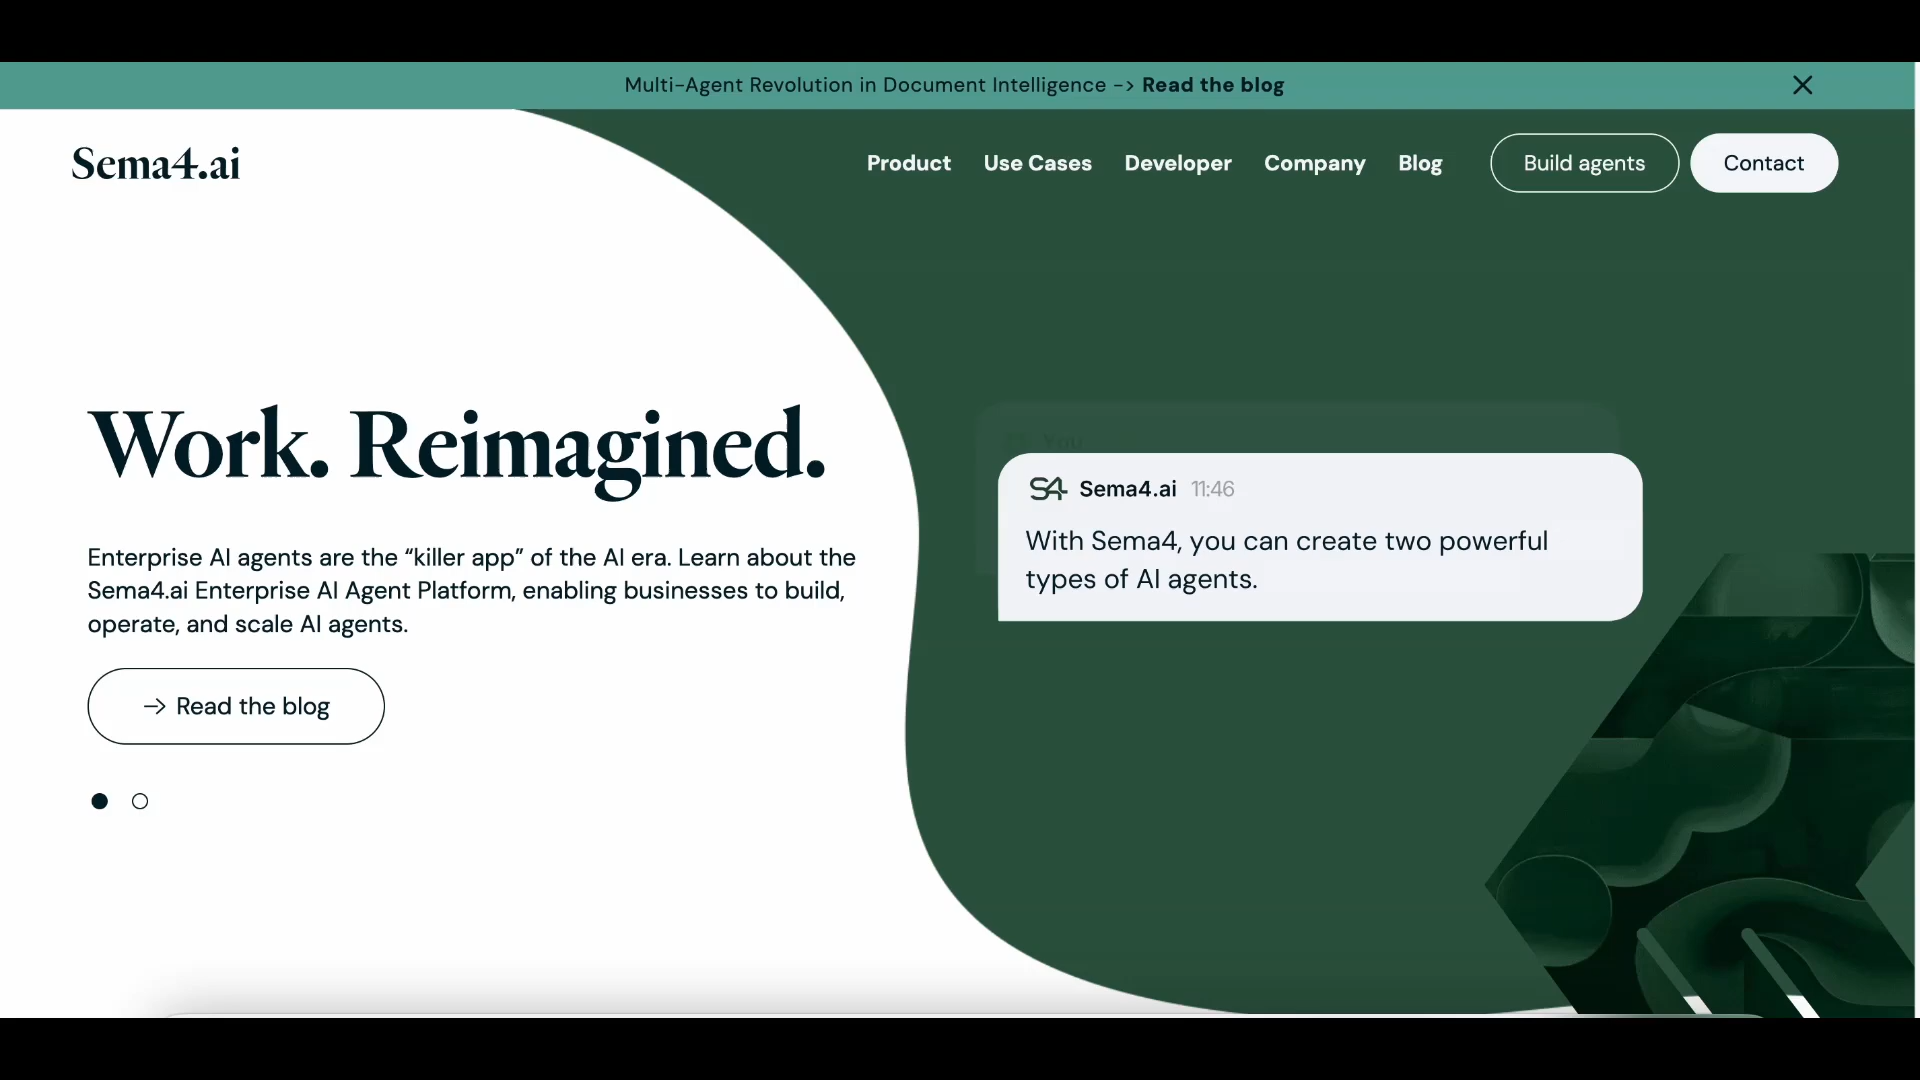 Multi-Agent Revolution in Document Intelligence -> Read the blog
Sema4.ai
Product Use Cases Developer Company Blog Build agents Contact
Work. Reimagined.
Enterprise AI agents are the “killer app” of the AI era. Learn about the
Sema4.ai Enterprise AI Agent Platform, enabling businesses to build,
operate, and scale AI agents.
→ Read the blog
You
Sema4.ai 11:46
With Sema4, you can create two powerful
types of AI agents.